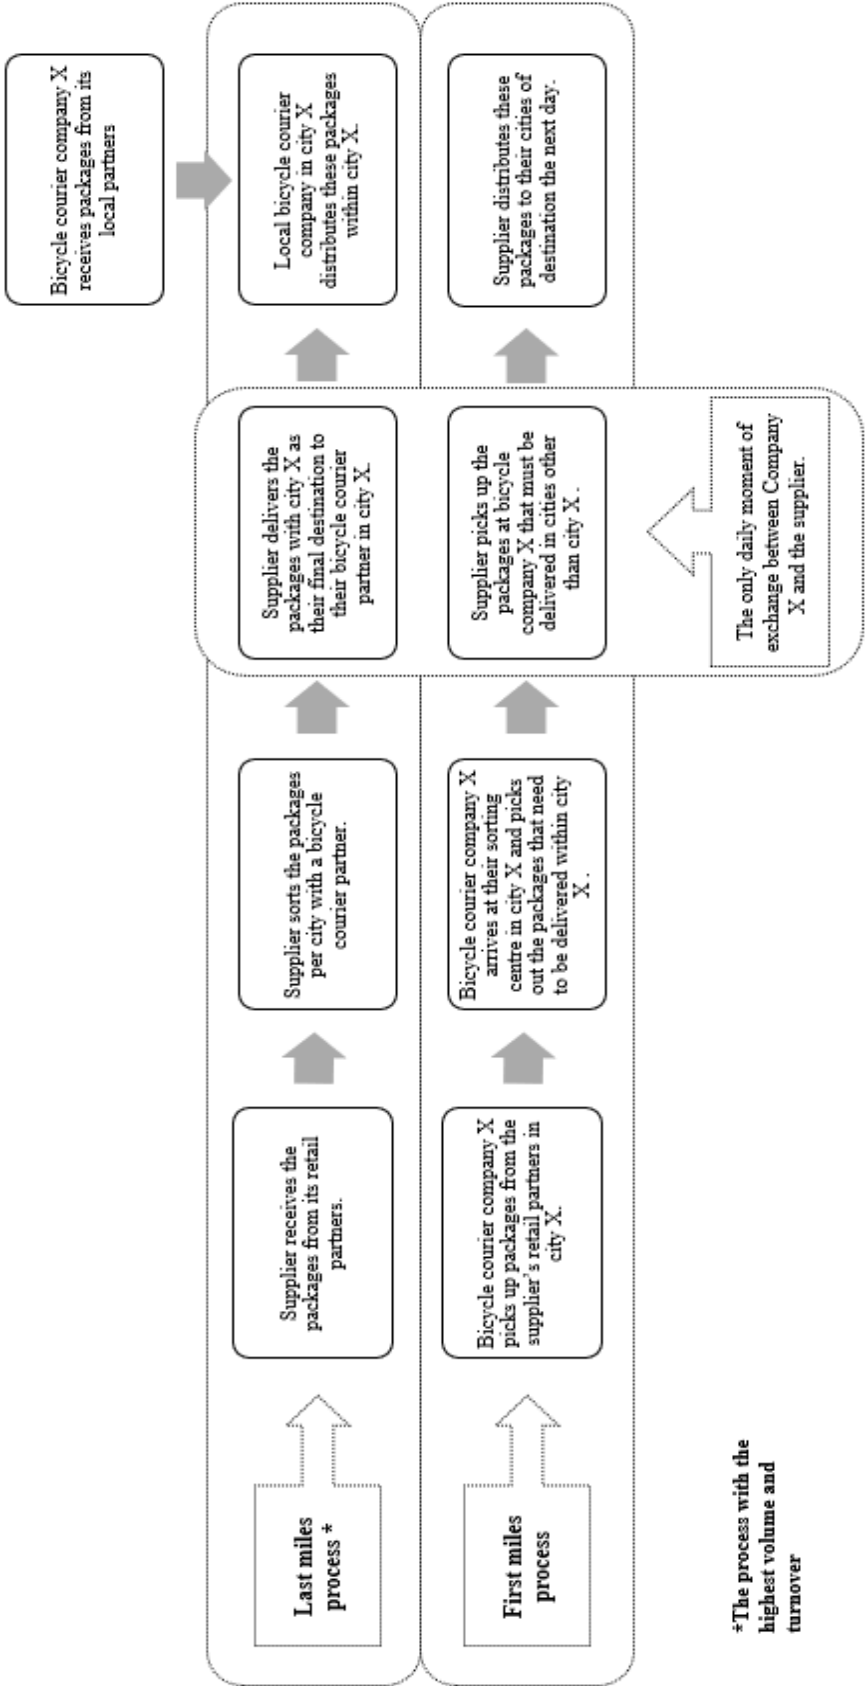 Bicycle courier company X
receives packages from its
local partners
Last miles
process *
Supplier receives the
packages from its retail
partners.
Supplier sorts the packages
per city with a bicycle
courier partner.
Supplier delivers the
packages with city X as
their final destination to
their bicycle courier
partner in city X.
Local bicycle courier
company in city X
distributes these packages
within city X.
First miles
process
Bicycle courier company X
picks up packages from the
supplier's retail partners in
city X.
Bicycle courier company X
arrives at their sorting
centre in city X and picks
out the packages that need
to be delivered within city
X .
Supplier picks up the
packages at bicycle
company X that must be
delivered in cities other
than city X .
Supplier distributes these
packages to their cities of
destination the next day.
The only daily moment of
exchange between Company
X and the supplier.
*The process with the
highest volume and
turnover